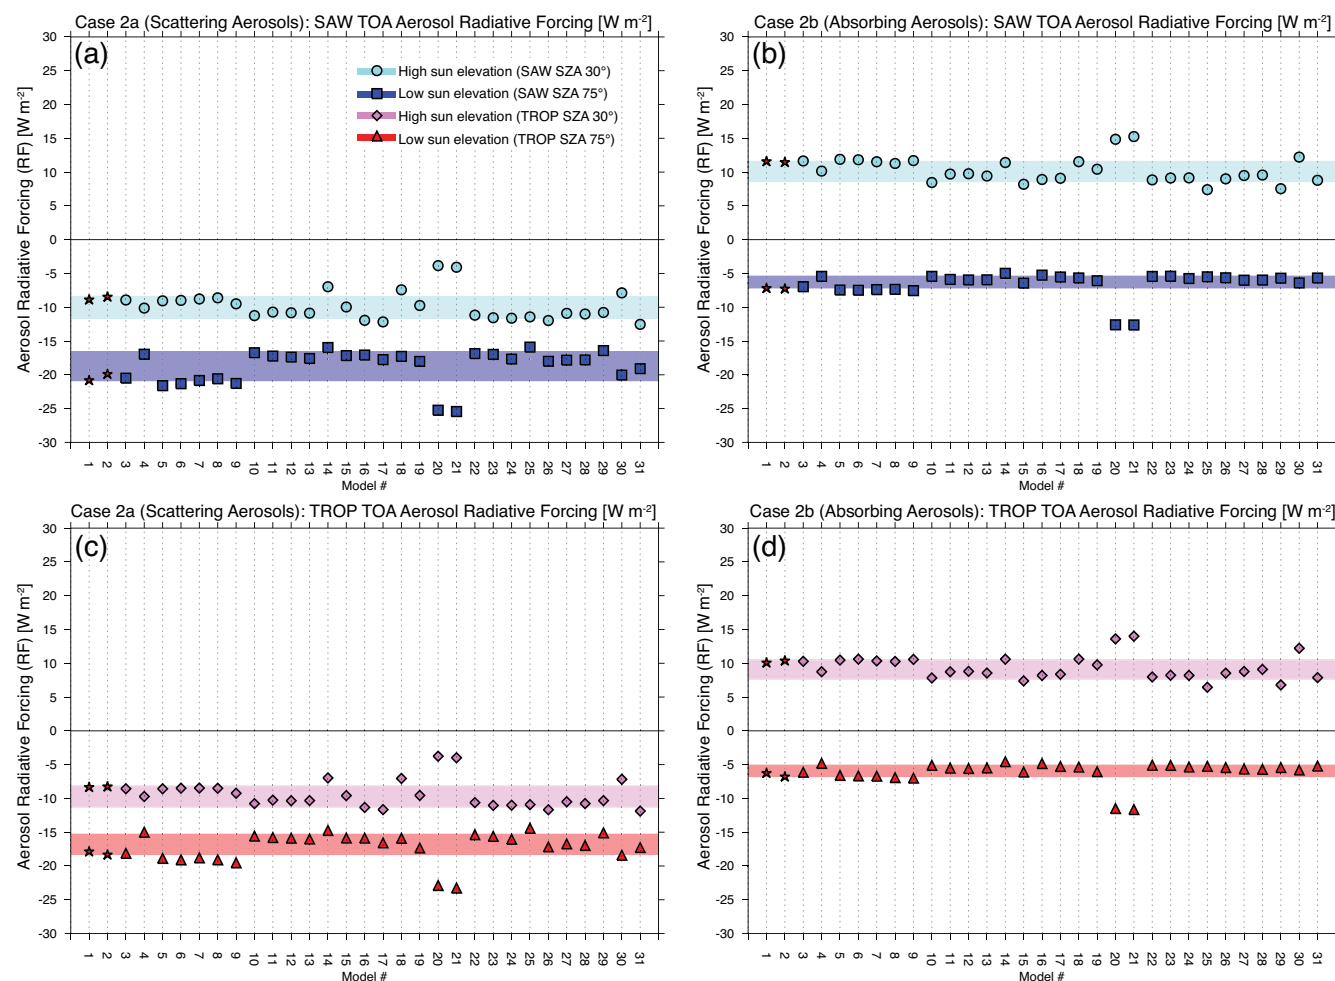 Case 2a (Scattering Aerosols): SAW TOA Aerosol Radiative Forcing [W m-2]
(a)
High sun elevation (SAW SZA 30°)
Low sun elevation (SAW SZA 75°)
High sun elevation (TROP SZA 30°)
Low sun elevation (TROP SZA 75°)
Aerosol Radiative Forcing (RF) [W m-2]
30
25
20
15
10
5
0
-5
-10
-15
-20
-25
-30
1 2 3 4 5 6 7 8 9 10 11 12 13 14 15 16 17 18 19 20 21 22 23 24 25 26 27 28 29 30 31
Model #
Case 2b (Absorbing Aerosols): SAW TOA Aerosol Radiative Forcing [W m-2]
(b)
Aerosol Radiative Forcing (RF) [W m-2]
30
25
20
15
10
5
0
-5
-10
-15
-20
-25
-30
1 2 3 4 5 6 7 8 9 10 11 12 13 14 15 16 17 18 19 20 21 22 23 24 25 26 27 28 29 30 31
Model #
Case 2a (Scattering Aerosols): TROP TOA Aerosol Radiative Forcing [W m-2]
(c)
Aerosol Radiative Forcing (RF) [W m-2]
30
25
20
15
10
5
0
-5
-10
-15
-20
-25
-30
1 2 3 4 5 6 7 8 9 10 11 12 13 14 15 16 17 18 19 20 21 22 23 24 25 26 27 28 29 30 31
Model #
Case 2b (Absorbing Aerosols): TROP TOA Aerosol Radiative Forcing [W m-2]
(d)
Aerosol Radiative Forcing (RF) [W m-2]
30
25
20
15
10
5
0
-5
-10
-15
-20
-25
-30
1 2 3 4 5 6 7 8 9 10 11 12 13 14 15 16 17 18 19 20 21 22 23 24 25 26 27 28 29 30 31
Model #